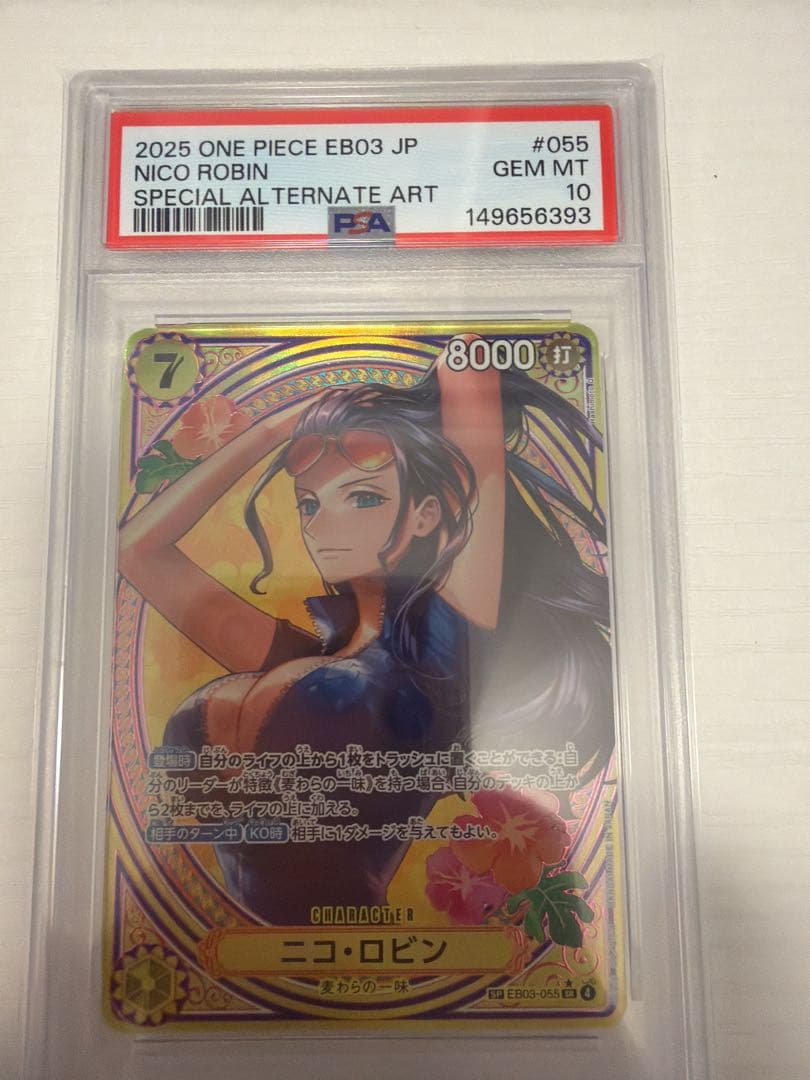 2025 ONE PIECE EB03 JP #055
NICO ROBIN GEM MT
SPECIAL ALTERNATE ART 10
PSA 149656393
7
8000 打
登場時 自分のライフの上から1枚をトラッシュに置くことができる:自
分のリーダーが特徴《麦わらの一味》を持つ場合、自分のデッキの上か
ら2枚までを、ライフの上に加える。
相手のターン中 KO時 相手に1ダメージを与えてもよい。
CHARACTER
ニコ・ロビン
麦わらの一味
SP EB03-055 SR 4